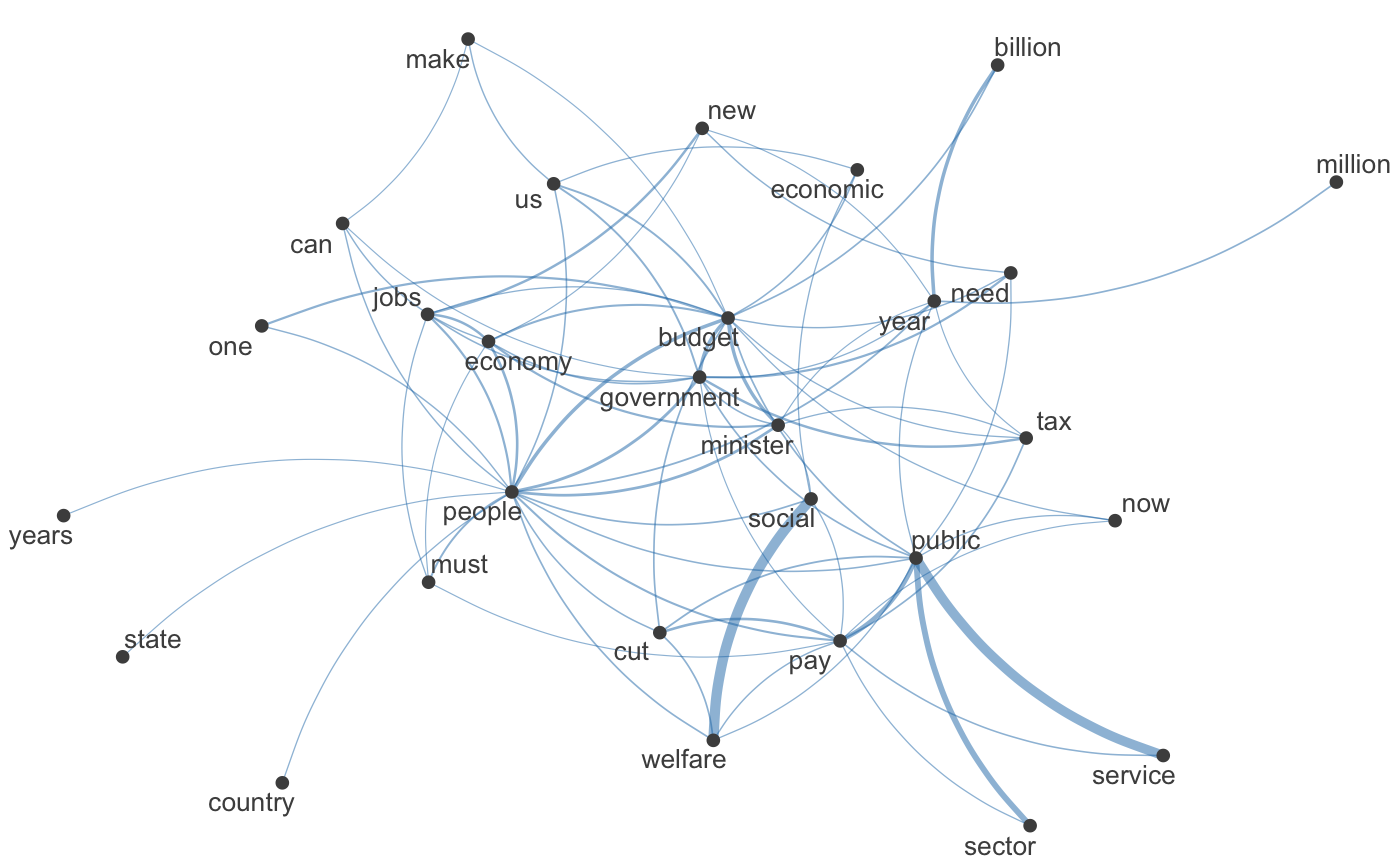 make
billion
new
million
economic
us
can
need
jobs
year
budget
one
economy
government
tax
minister
now
people
social
years
public
must
state
cut
pay
welfare
service
country
sector